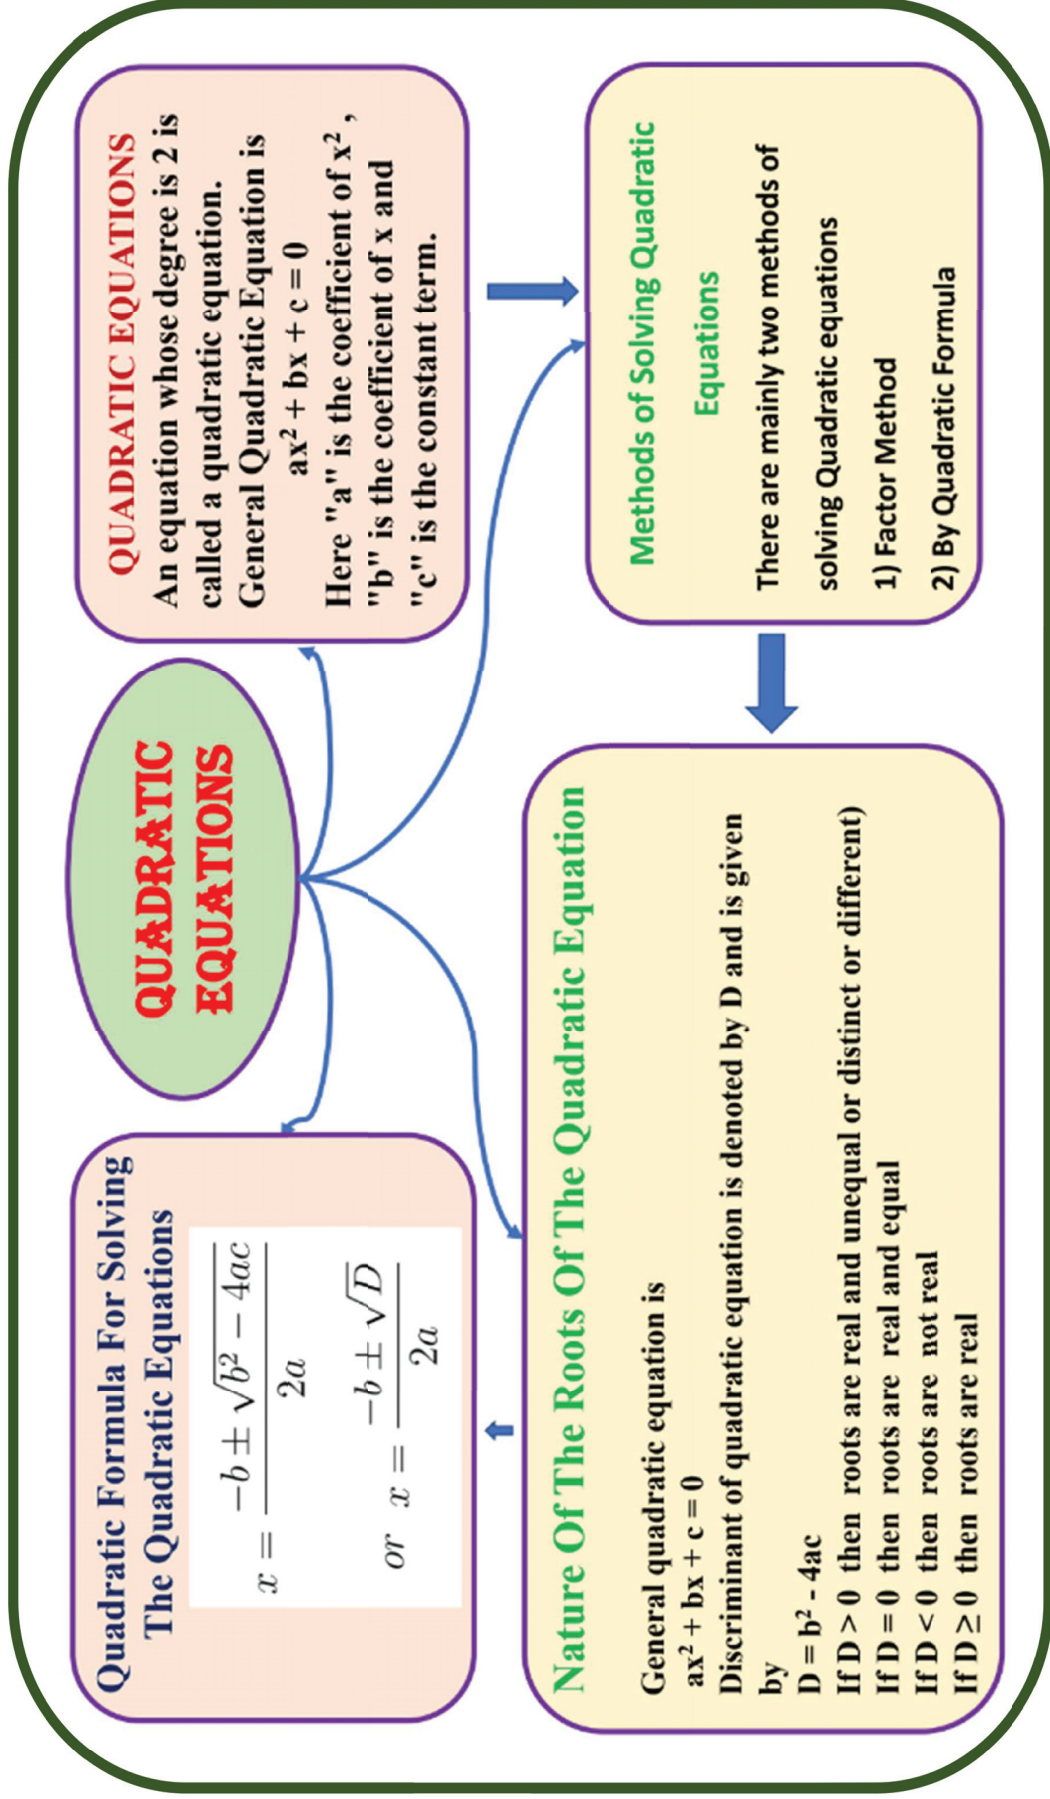 QUADRATIC
EQUATIONS
QUADRATIC EQUATIONS
An equation whose degree is 2 is
called a quadratic equation.
General Quadratic Equation is
ax² + bx + c = 0
Here "a" is the coefficient of x² ,
"b" is the coefficient of x and
"c" is the constant term.
Methods of Solving Quadratic
Equations
There are mainly two methods of
solving Quadratic equations
1) Factor Method
2) By Quadratic Formula
Nature Of The Roots Of The Quadratic Equation
General quadratic equation is
ax² + bx + c = 0
Discriminant of quadratic equation is denoted by D and is given
by
D = b² - 4ac
If D > 0 then roots are real and unequal or distinct or different)
If D = 0 then roots are real and equal
If D < 0 then roots are not real
If D ≥ 0 then roots are real
Quadratic Formula For Solving
The Quadratic Equations
x = (-b ± √(b² - 4ac)) / 2a
or x = (-b ± √D) / 2a